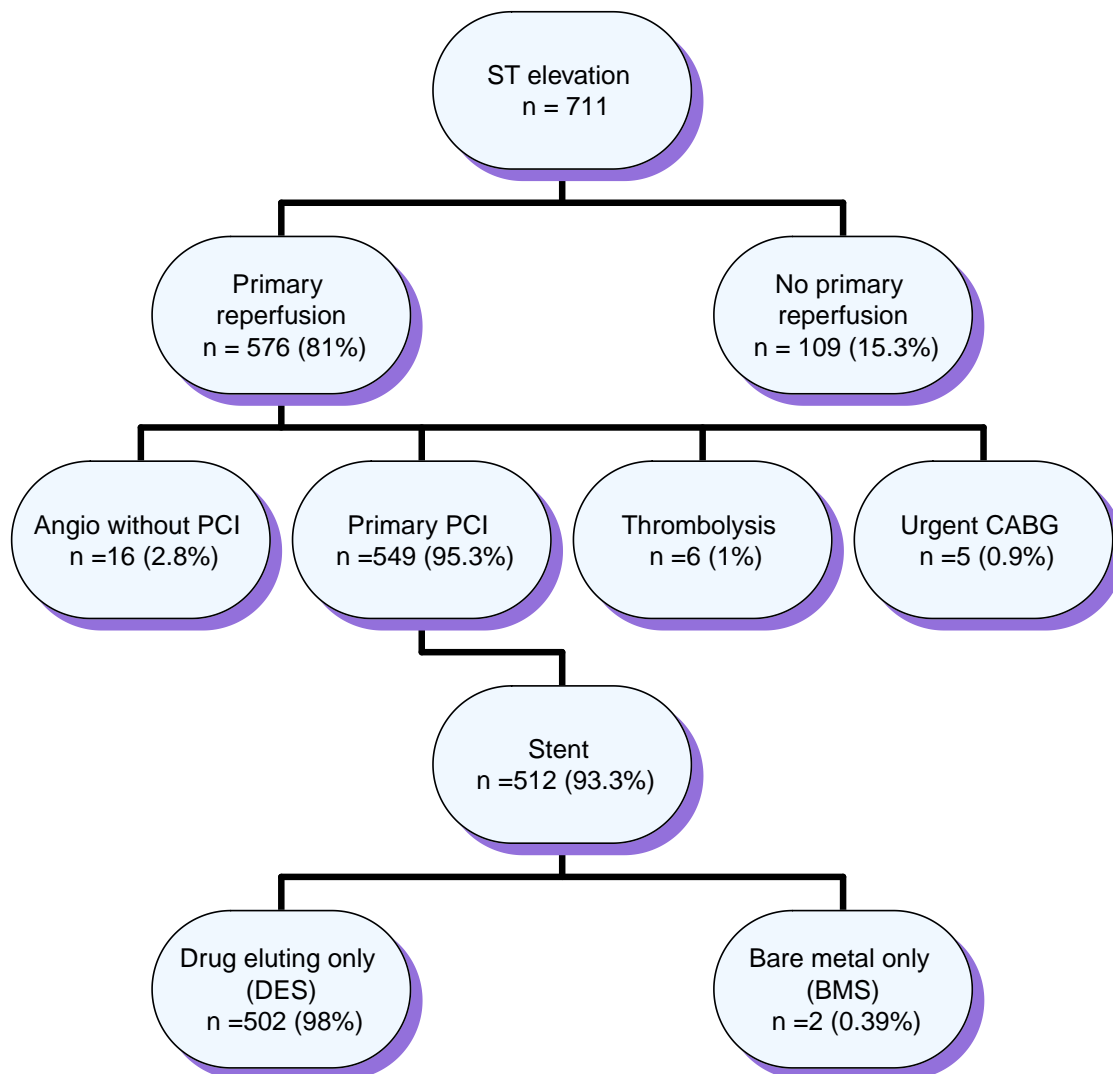 ST elevation
n = 711
Primary
reperfusion
n = 576 (81%)
No primary
reperfusion
n = 109 (15.3%)
Angio without PCI
n =16 (2.8%)
Primary PCI
n =549 (95.3%)
Thrombolysis
n =6 (1%)
Urgent CABG
n =5 (0.9%)
Stent
n =512 (93.3%)
Drug eluting only
(DES)
n =502 (98%)
Bare metal only
(BMS)
n =2 (0.39%)